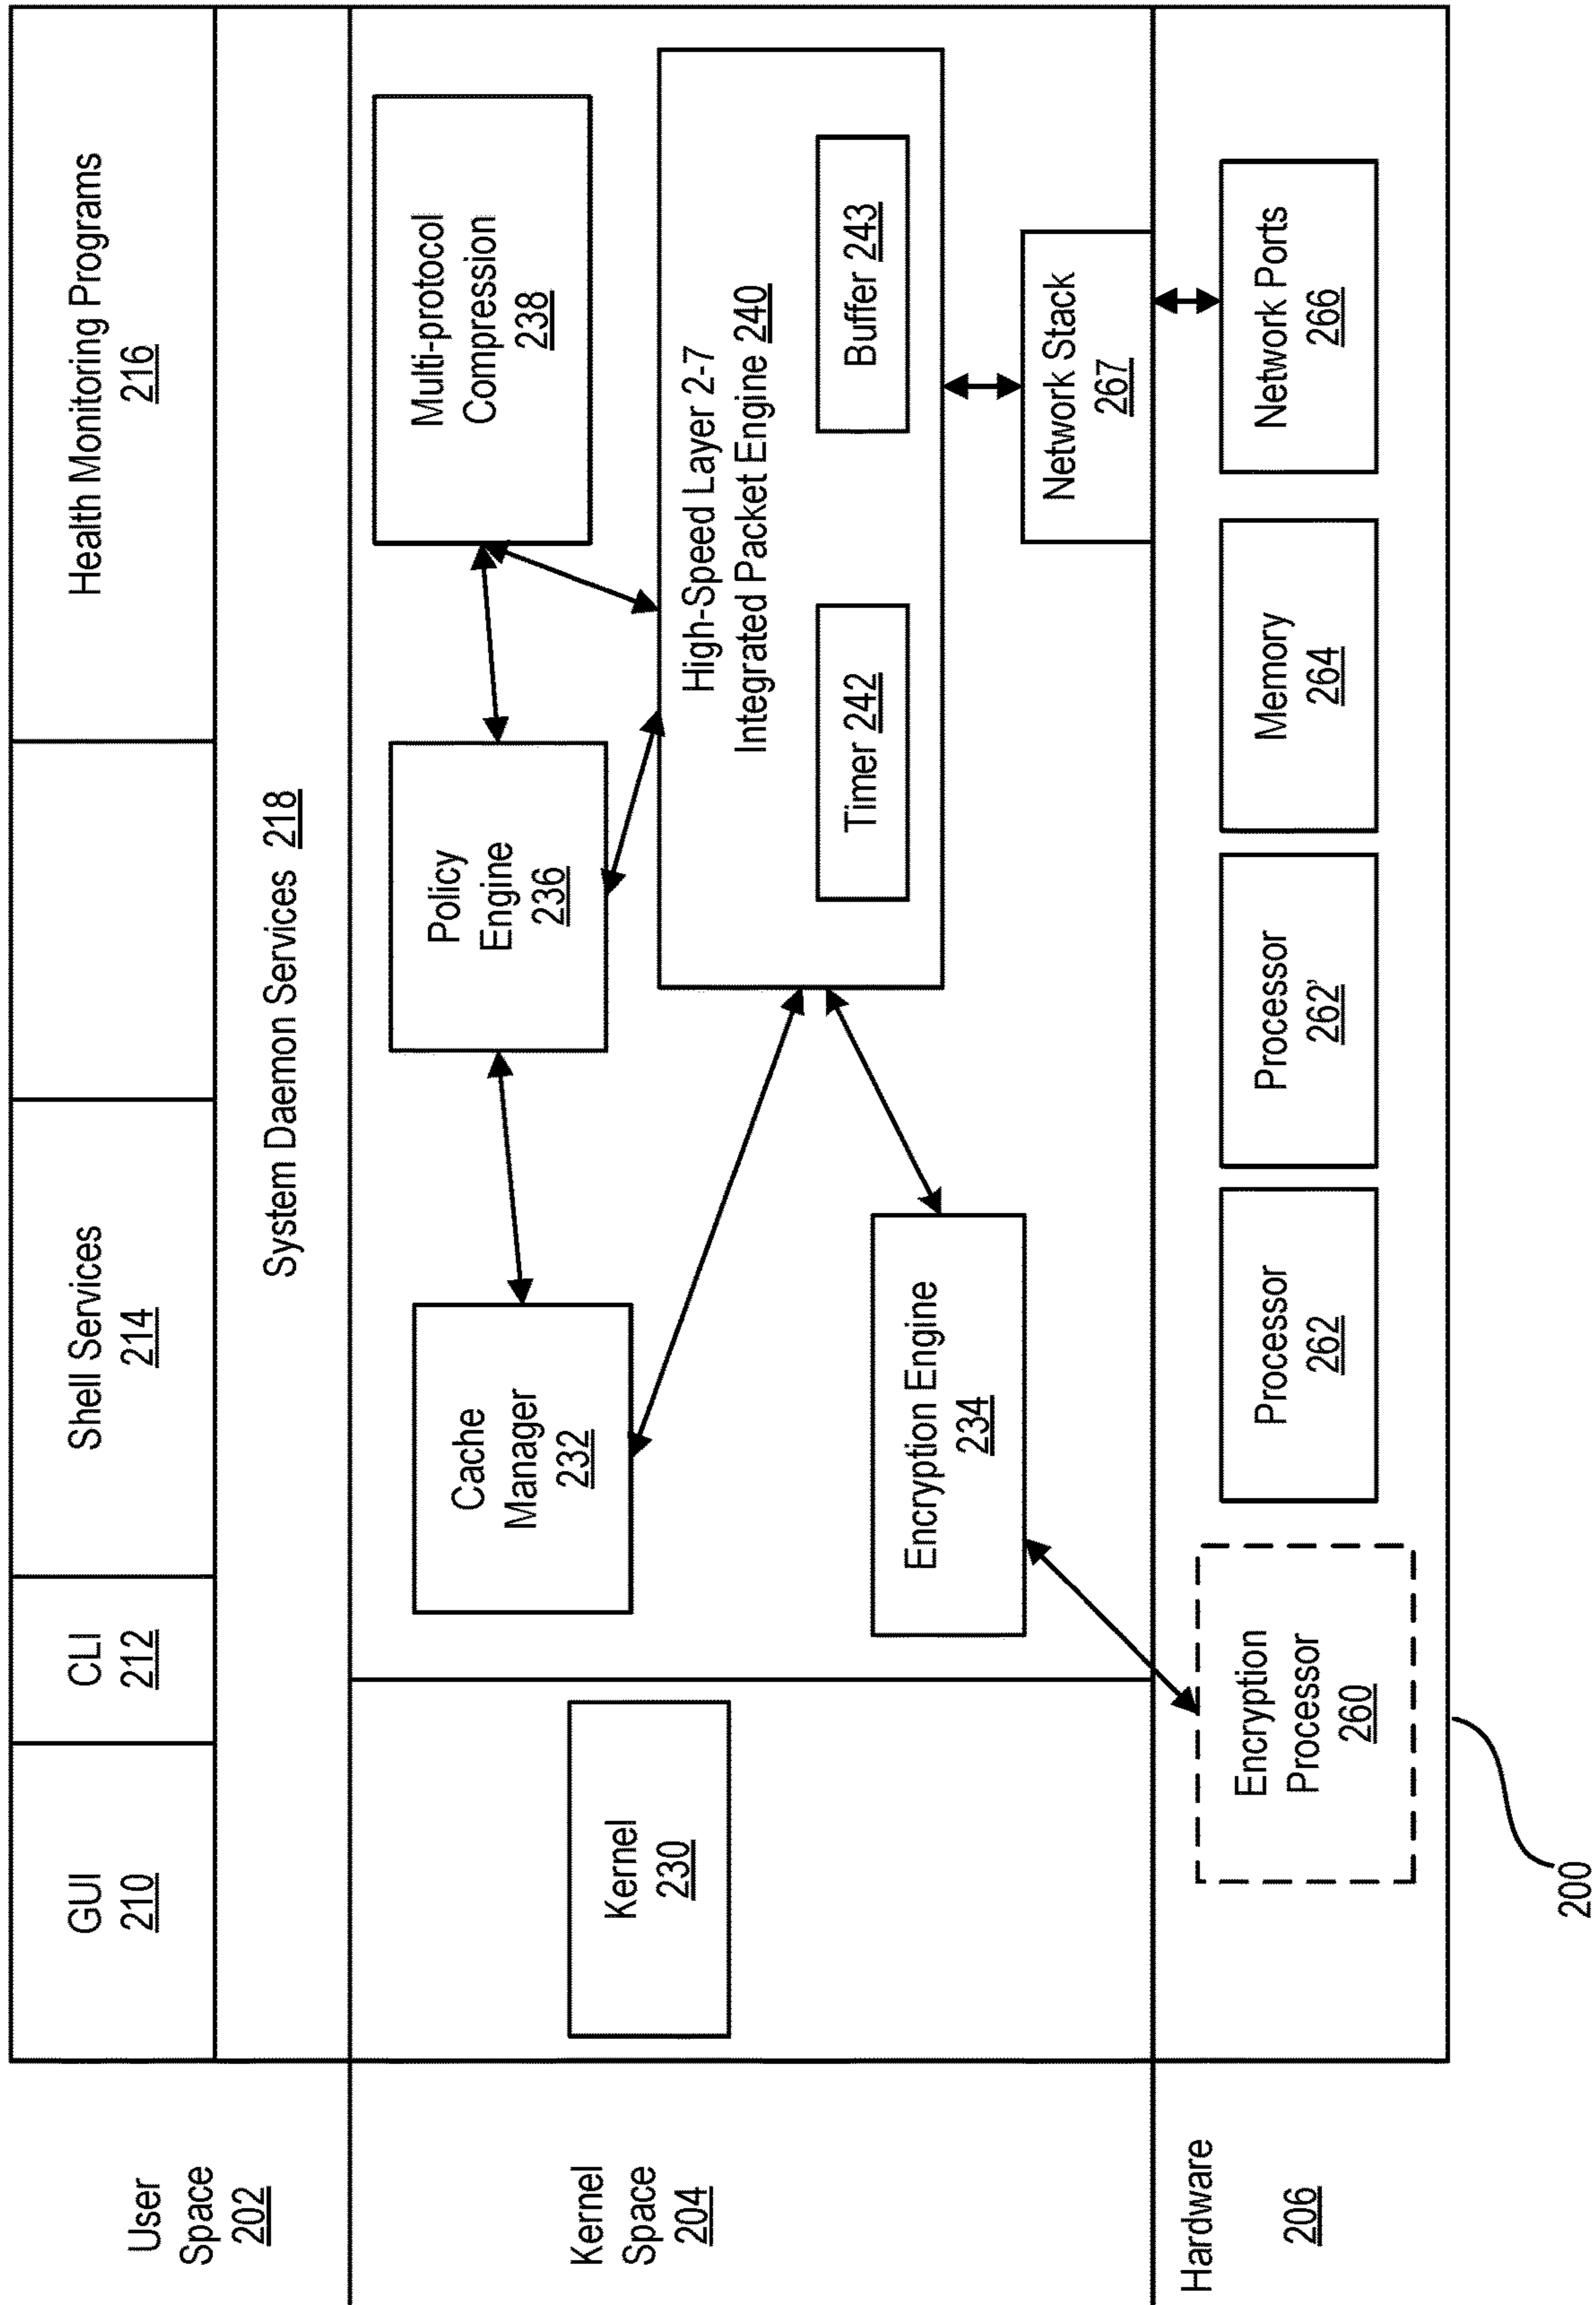 User
Space
202
GUI
210
CLI
212
Shell Services
214
Health Monitoring Programs
216
System Daemon Services 218
Kernel
Space
204
Kernel
230
Cache
Manager
232
Policy
Engine
236
Multi-protocol
Compression
238
High-Speed Layer 2-7
Integrated Packet Engine 240
Timer 242
Buffer 243
Encryption Engine
234
Network Stack
267
Hardware
206
Encryption
Processor
260
Processor
262
Processor
262'
Memory
264
Network Ports
266
200